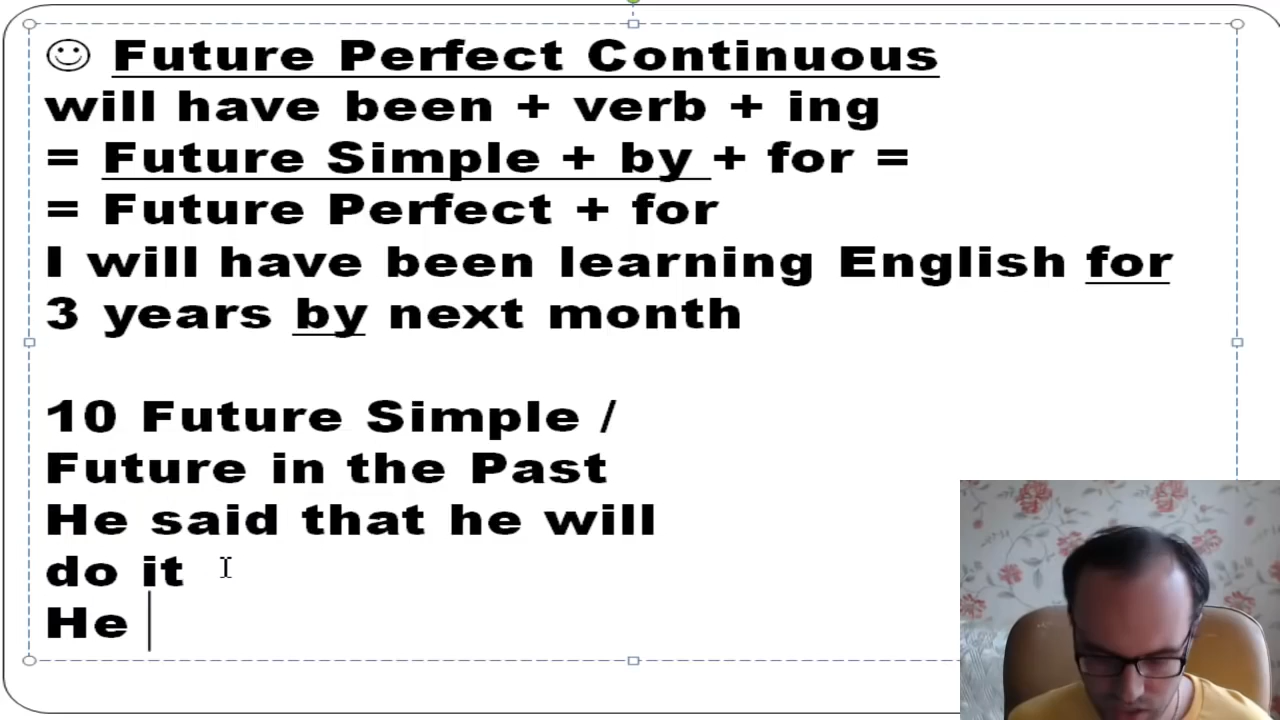 ☺ Future Perfect Continuous
will have been + verb + ing
= Future Simple + by + for =
= Future Perfect + for
I will have been learning English for
3 years by next month
10 Future Simple /
Future in the Past
He said that he will
do it
He